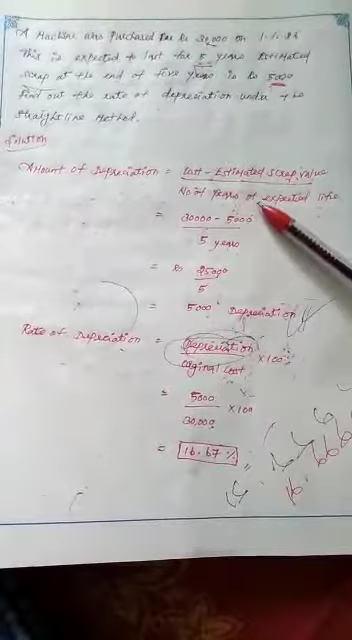 A Machine was Purchased for Rs 30,000 on 1.1.
This is expected to last for 5 years Estimated
Scrap at the end of five years is Rs 5000
Find out the rate of depreciation under the
Straightline Method.
Solution
Amount of Depreciation = Cost - Estimated Scrap value
No of years of expected life
= 30000 - 5000
5 years
= Rs 25000
5
= 5000 Depreciation
Rate of Depreciation = Depreciation × 100
Original Cost
= 5000 × 100
30,000
= 16.67 %